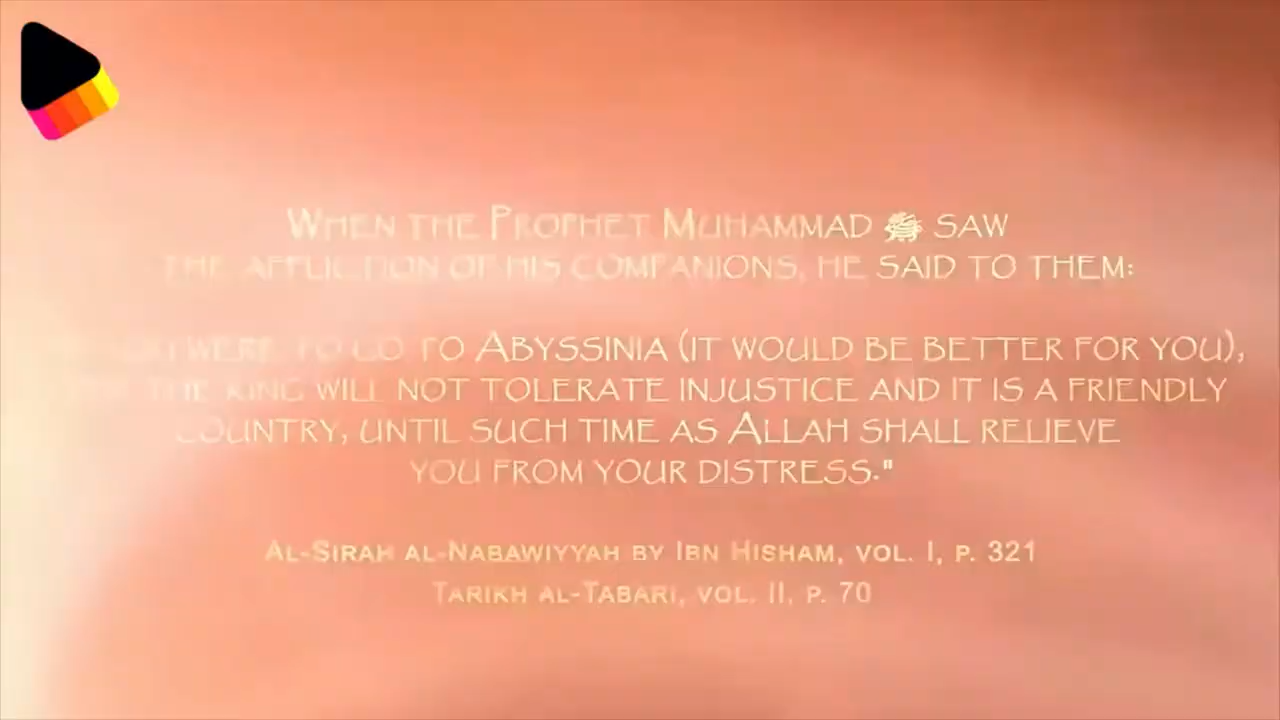 When the Prophet Muhammad ﷺ saw
the affliction of his companions, he said to them:
were to go to Abyssinia (it would be better for you),
the king will not tolerate injustice and it is a friendly
country, until such time as Allah shall relieve
you from your distress."
Al-Sirah al-Nabawiyyah by Ibn Hisham, vol. I, p. 321
Tarikh al-Tabari, vol. II, p. 70